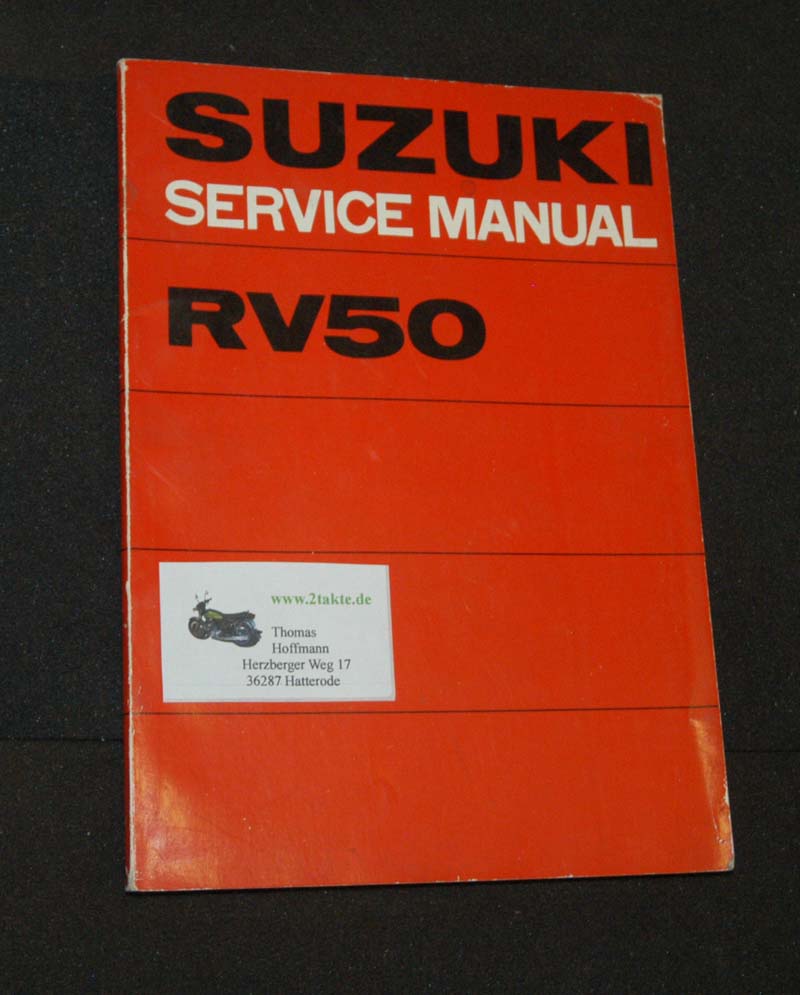 SUZUKI
SERVICE MANUAL
RV50
www.2takte.de
Thomas
Hoffmann
Herzberger Weg 17
36287 Hatterode